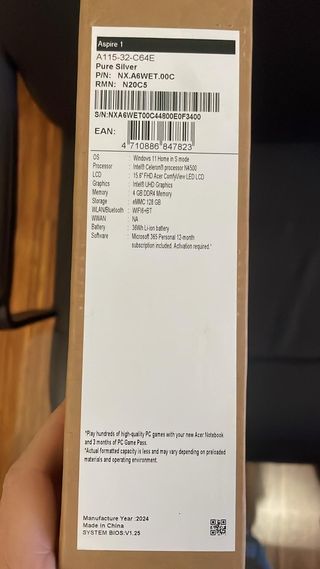 Aspire 1
A115-32-C64E
Pure Silver
P/N: NX.A6WET.00C
RMN: N20C5
S/N:NXA6WET00C44800E0F3400
EAN:
4 710886 847823
OS : Windows 11 Home in S mode
Processor : Intel® Celeron® processor N4500
LCD : 15.6" FHD Acer ComfyView LED LCD
Graphics : Intel® UHD Graphics
Memory : 4 GB DDR4 Memory
Storage : eMMC 128 GB
WLAN/Bluetooth : WIFI6+BT
WWAN : NA
Battery : 36Wh Li-ion battery
Software : Microsoft 365 Personal 12-month
subscription included. Activation required.*
*Play hundreds of high-quality PC games with your new Acer Notebook
and 3 months of PC Game Pass.
*Actual formatted capacity is less and may vary depending on preloaded
materials and operating environment.
Manufacture Year :2024
Made in China
SYSTEM BIOS:V1.25